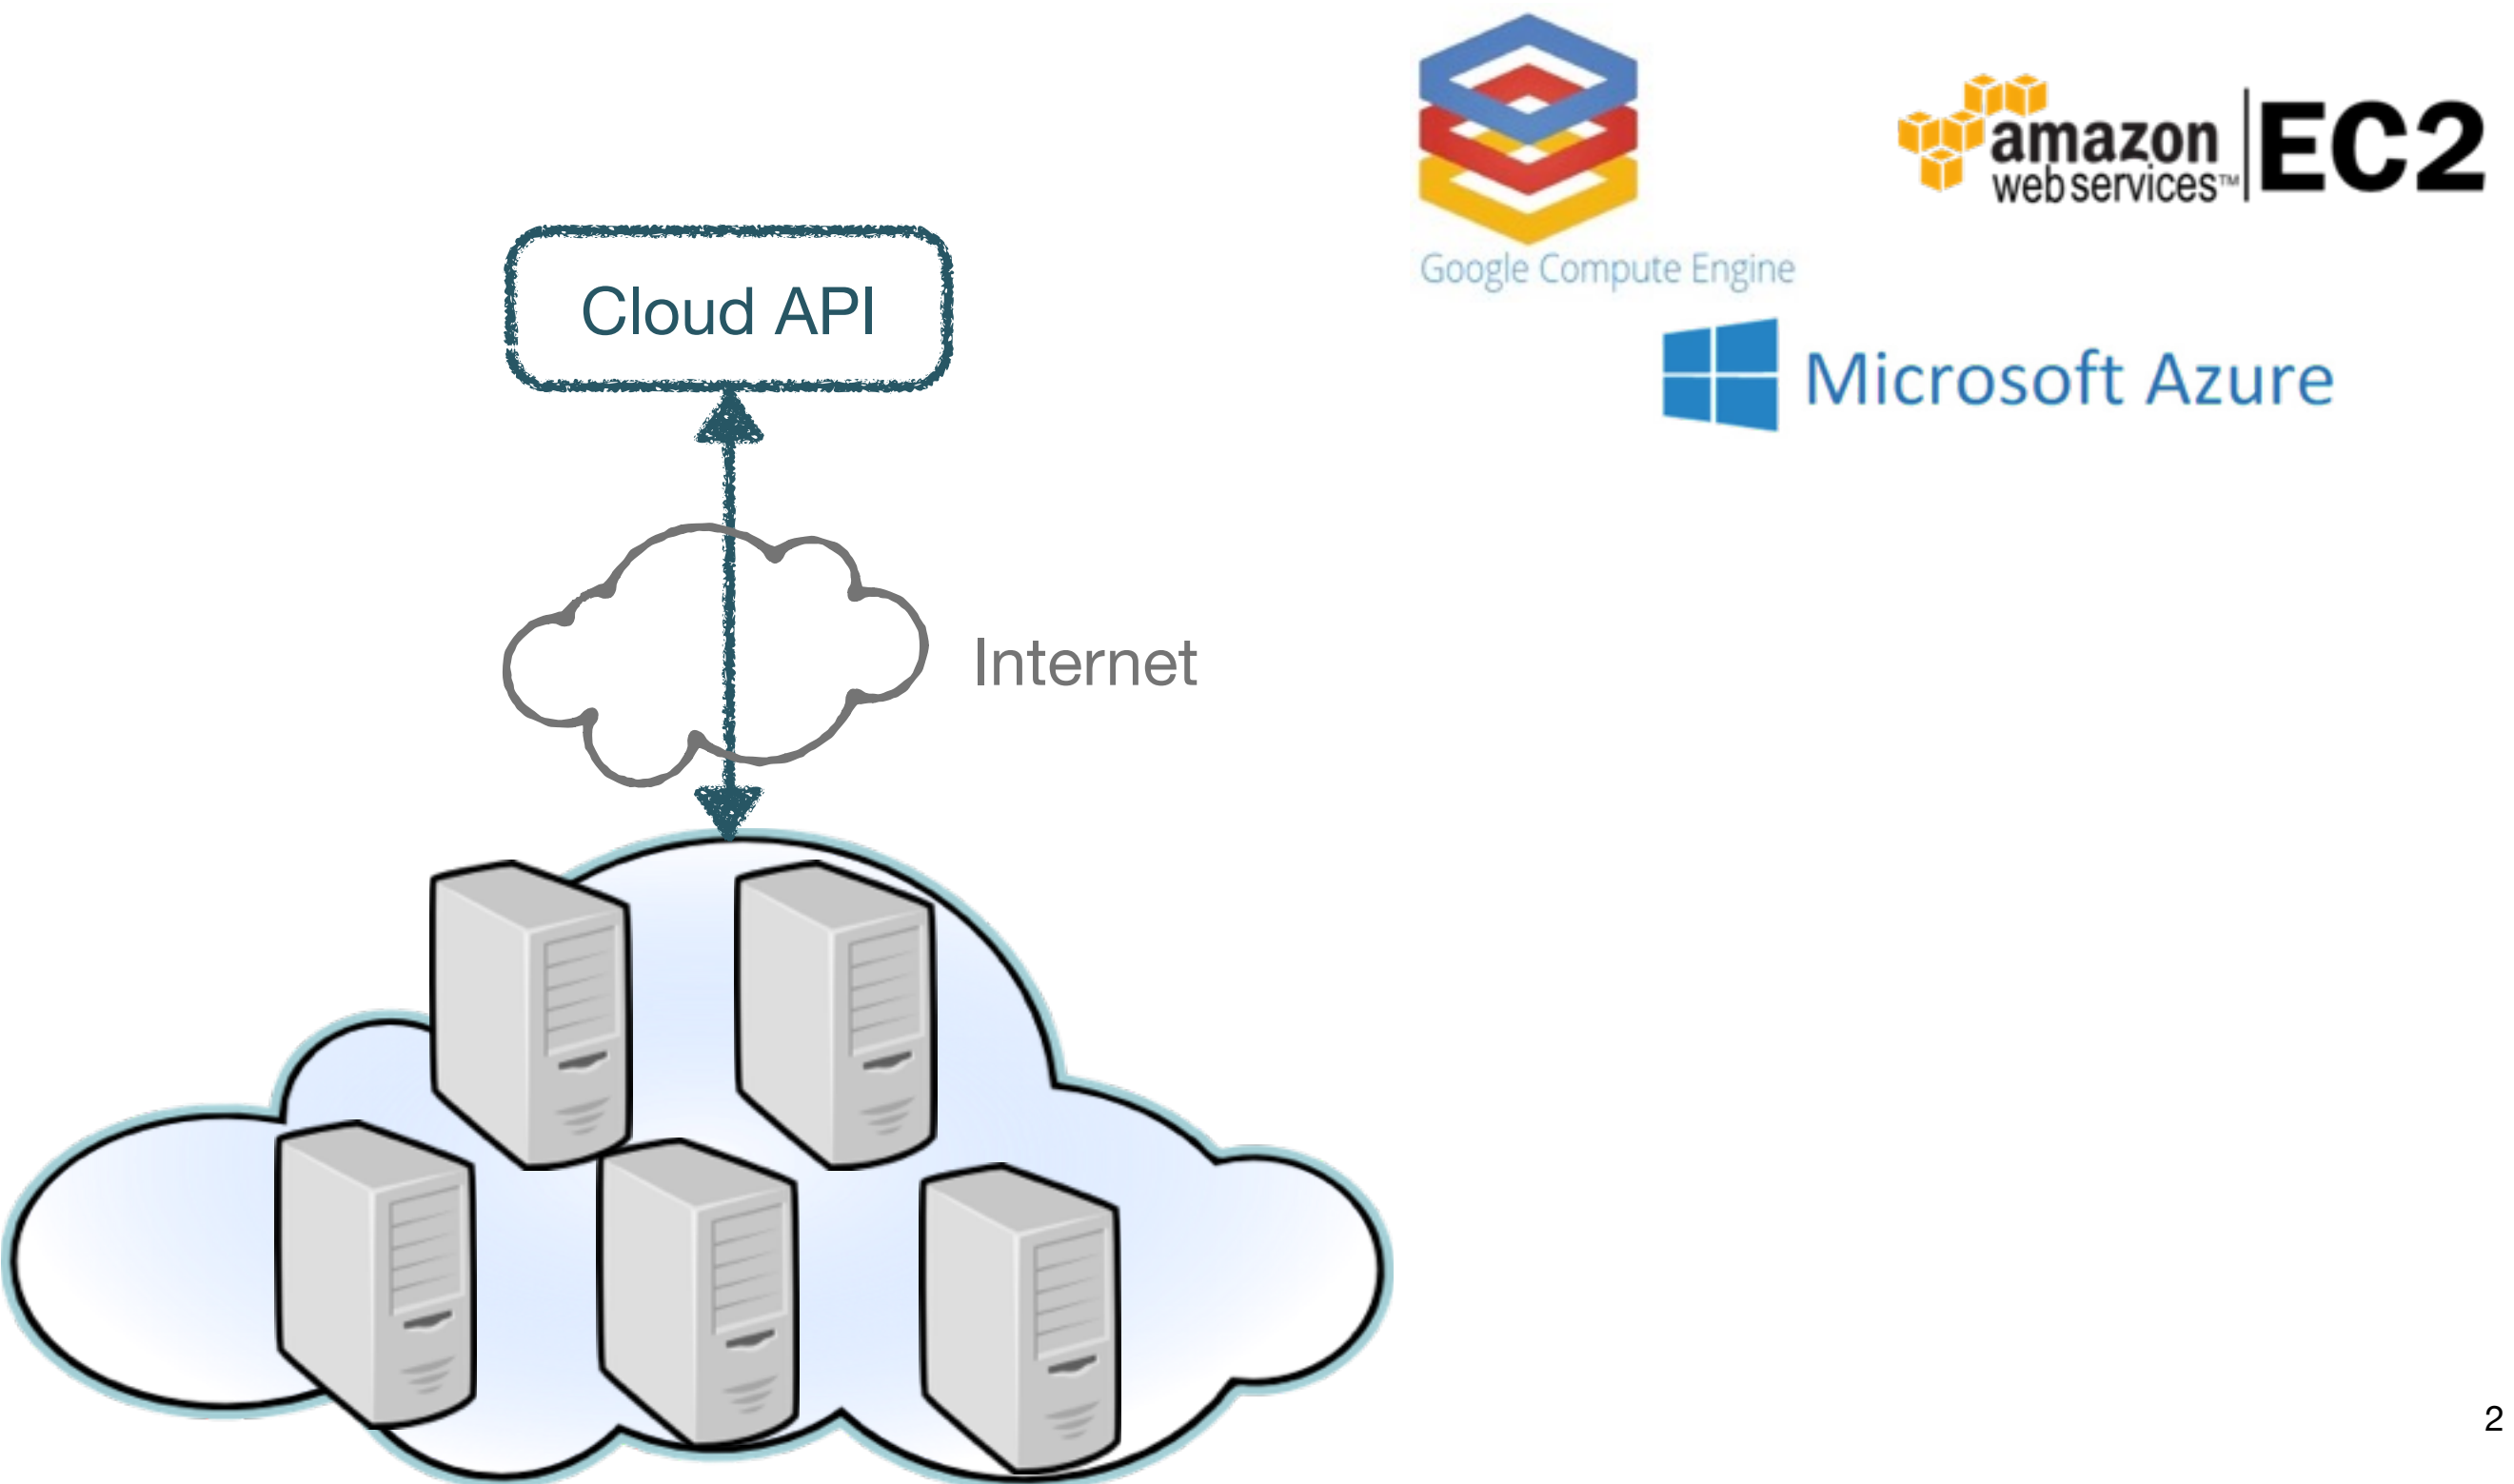 Google Compute Engine
amazon
web services™
EC2
Microsoft Azure
Cloud API
Internet
2